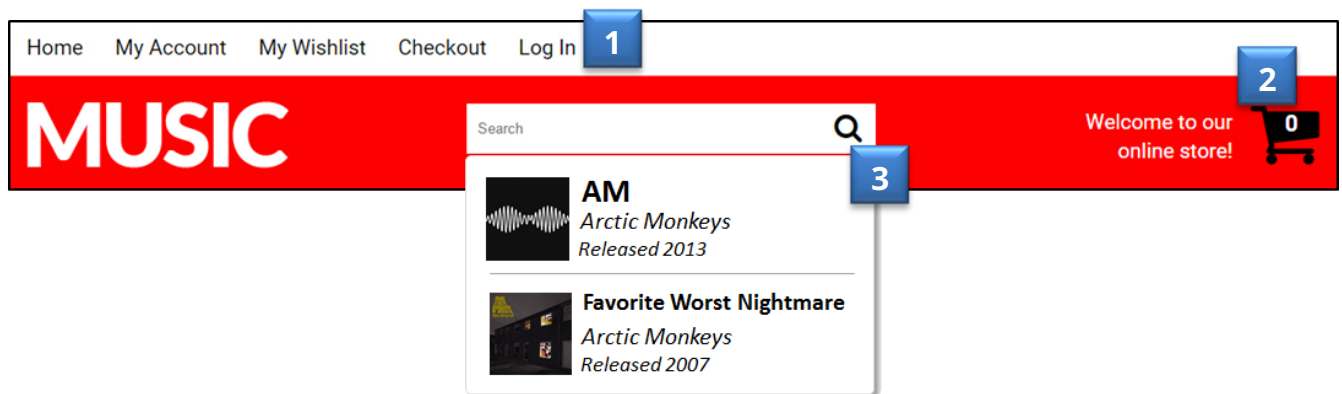 Home My Account My Wishlist Checkout Log In 1
2
MUSIC
Search
Welcome to our
online store!
0
3
AM
Arctic Monkeys
Released 2013
Favorite Worst Nightmare
Arctic Monkeys
Released 2007